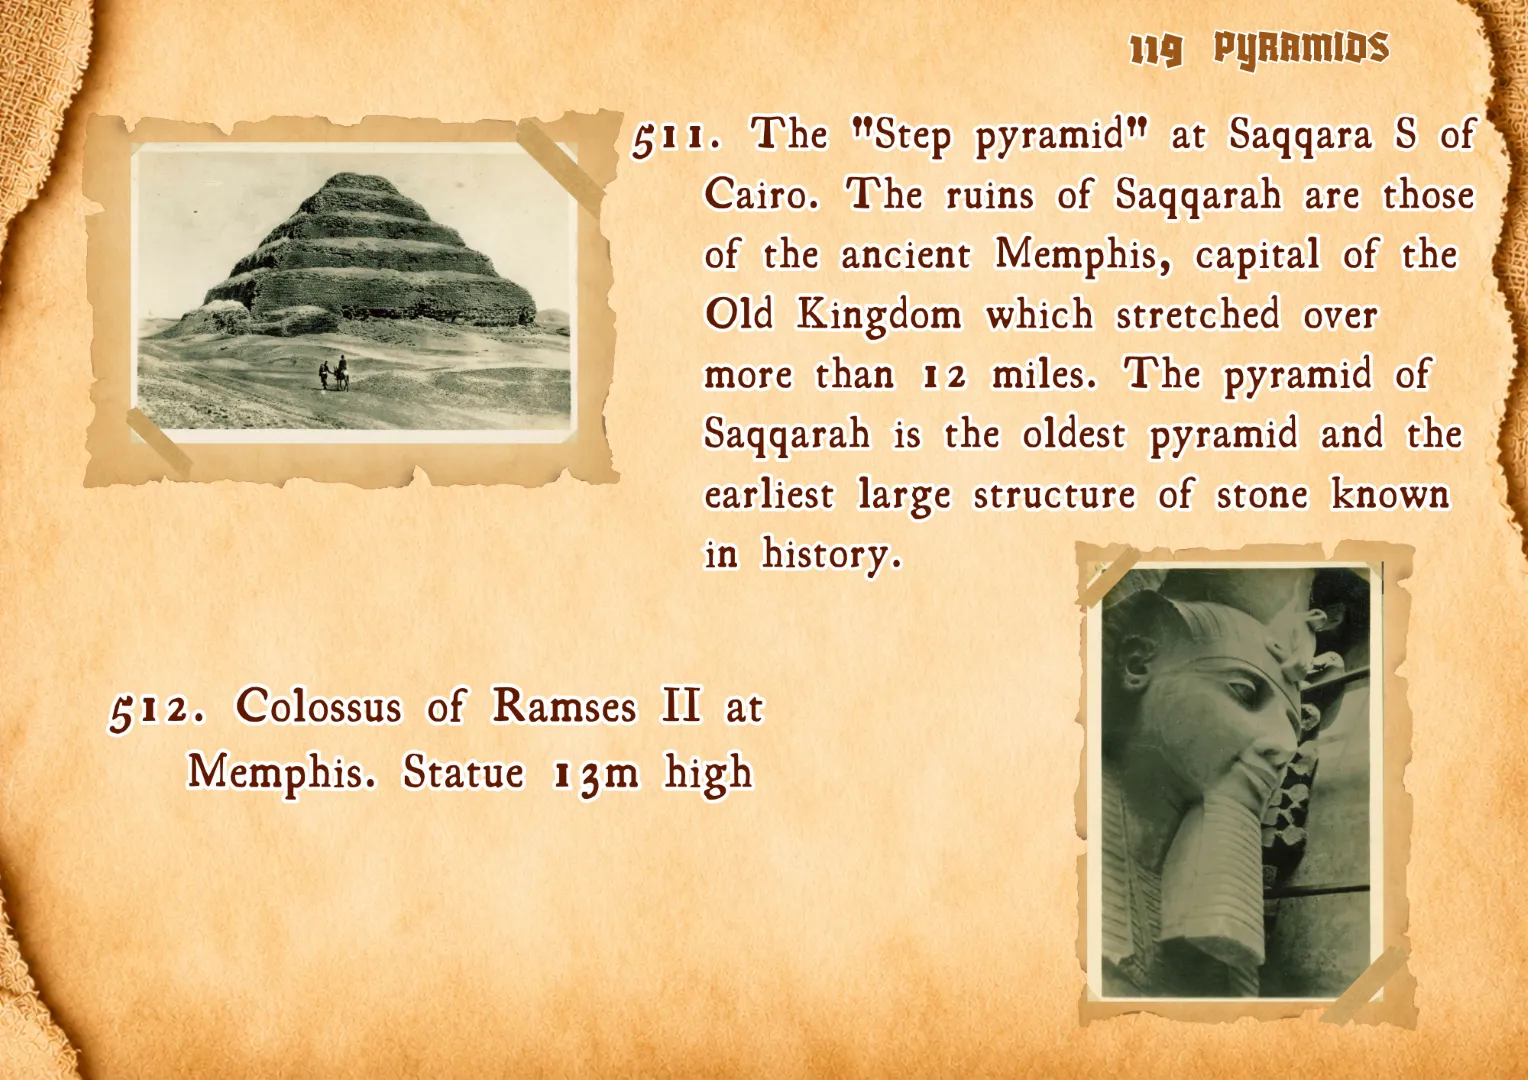 119 PYRAMIDS
511. The "Step pyramid" at Saqqara S of
Cairo. The ruins of Saqqarah are those
of the ancient Memphis, capital of the
Old Kingdom which stretched over
more than 12 miles. The pyramid of
Saqqarah is the oldest pyramid and the
earliest large structure of stone known
in history.
512. Colossus of Ramses II at
Memphis. Statue 13m high